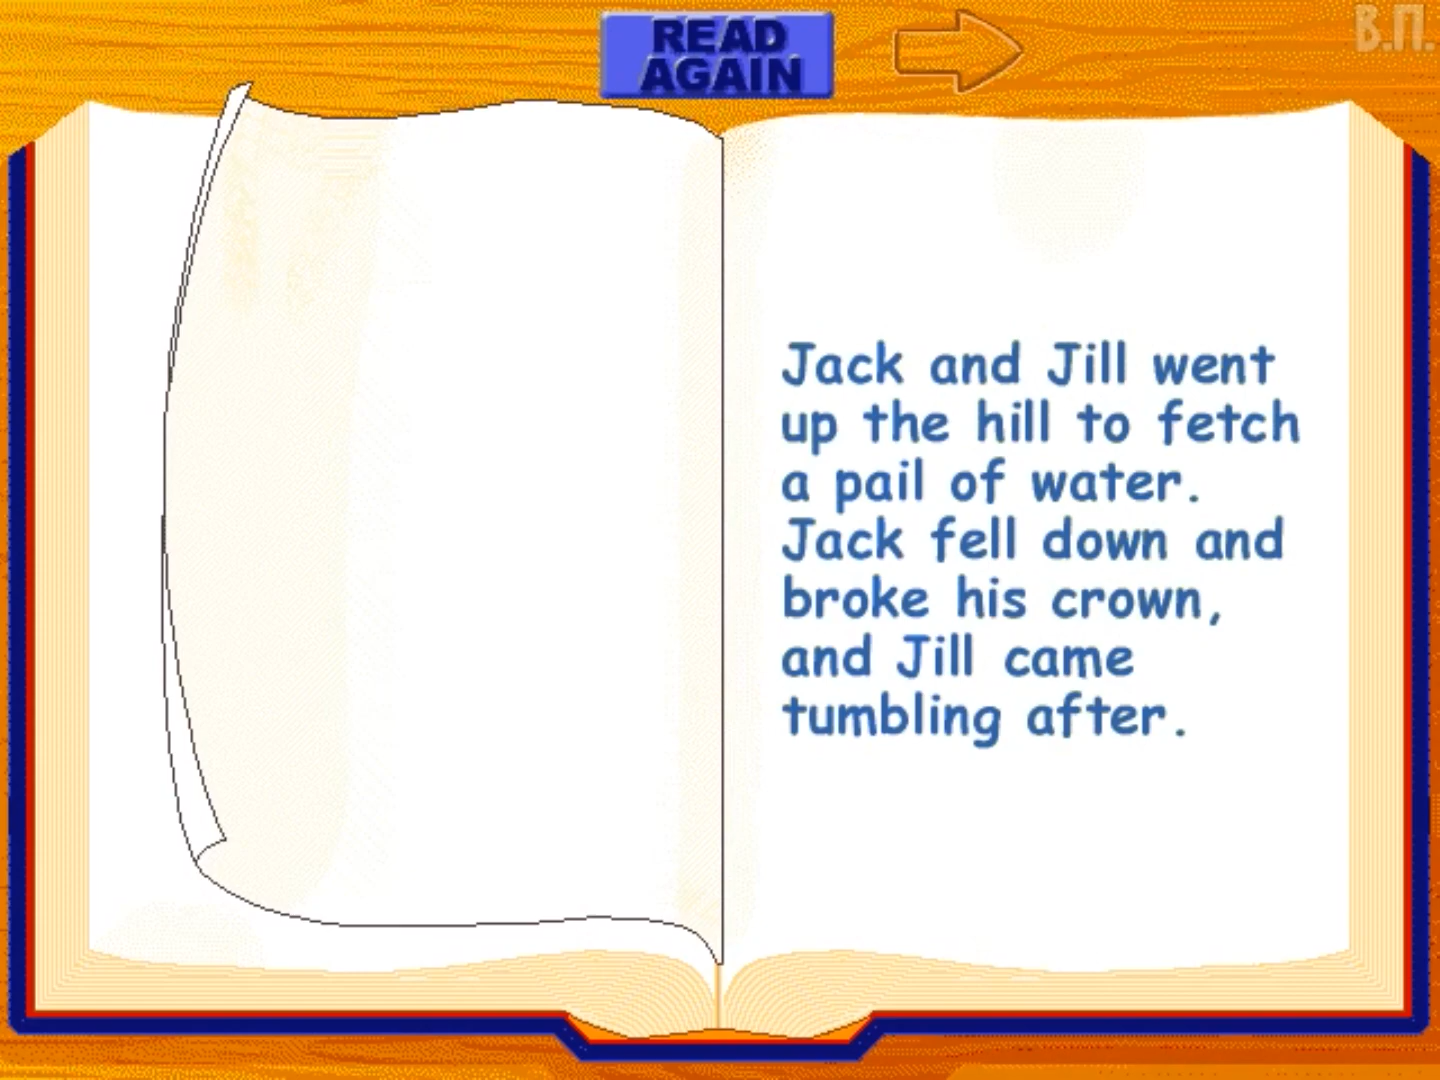 READ
AGAIN
В.П.
Jack and Jill went
up the hill to fetch
a pail of water.
Jack fell down and
broke his crown,
and Jill came
tumbling after.